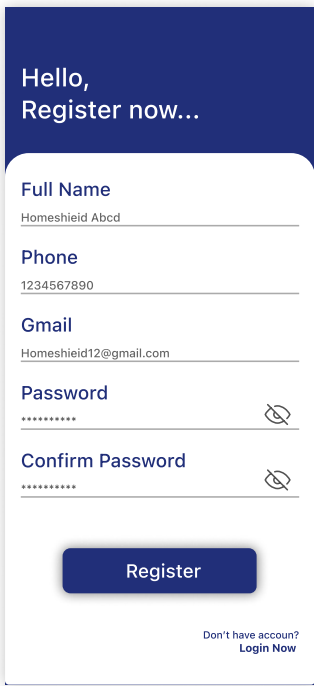 Hello,
Register now...
Full Name
Homeshieid Abcd
Phone
1234567890
Gmail
Homeshieid12@gmail.com
Password
**********
Confirm Password
**********
Register
Don't have accoun?
Login Now